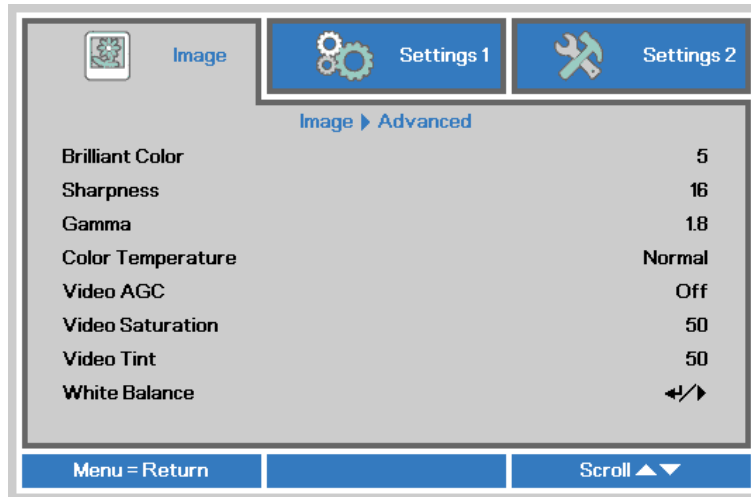 Image Settings 1 Settings 2
Image ▶ Advanced
Brilliant Color 5
Sharpness 16
Gamma 1.8
Color Temperature Normal
Video AGC Off
Video Saturation 50
Video Tint 50
White Balance ↵/▶
Menu = Return Scroll ▲▼